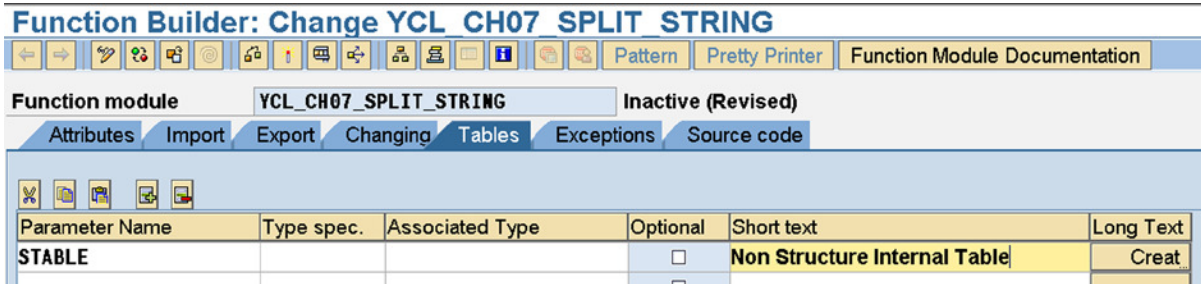 Function Builder: Change YCL_CH07_SPLIT_STRING
Pattern Pretty Printer Function Module Documentation
Function module YCL_CH07_SPLIT_STRING Inactive (Revised)
Attributes Import Export Changing Tables Exceptions Source code
Parameter Name Type spec. Associated Type Optional Short text Long Text
STABLE Non Structure Internal Table Creat...